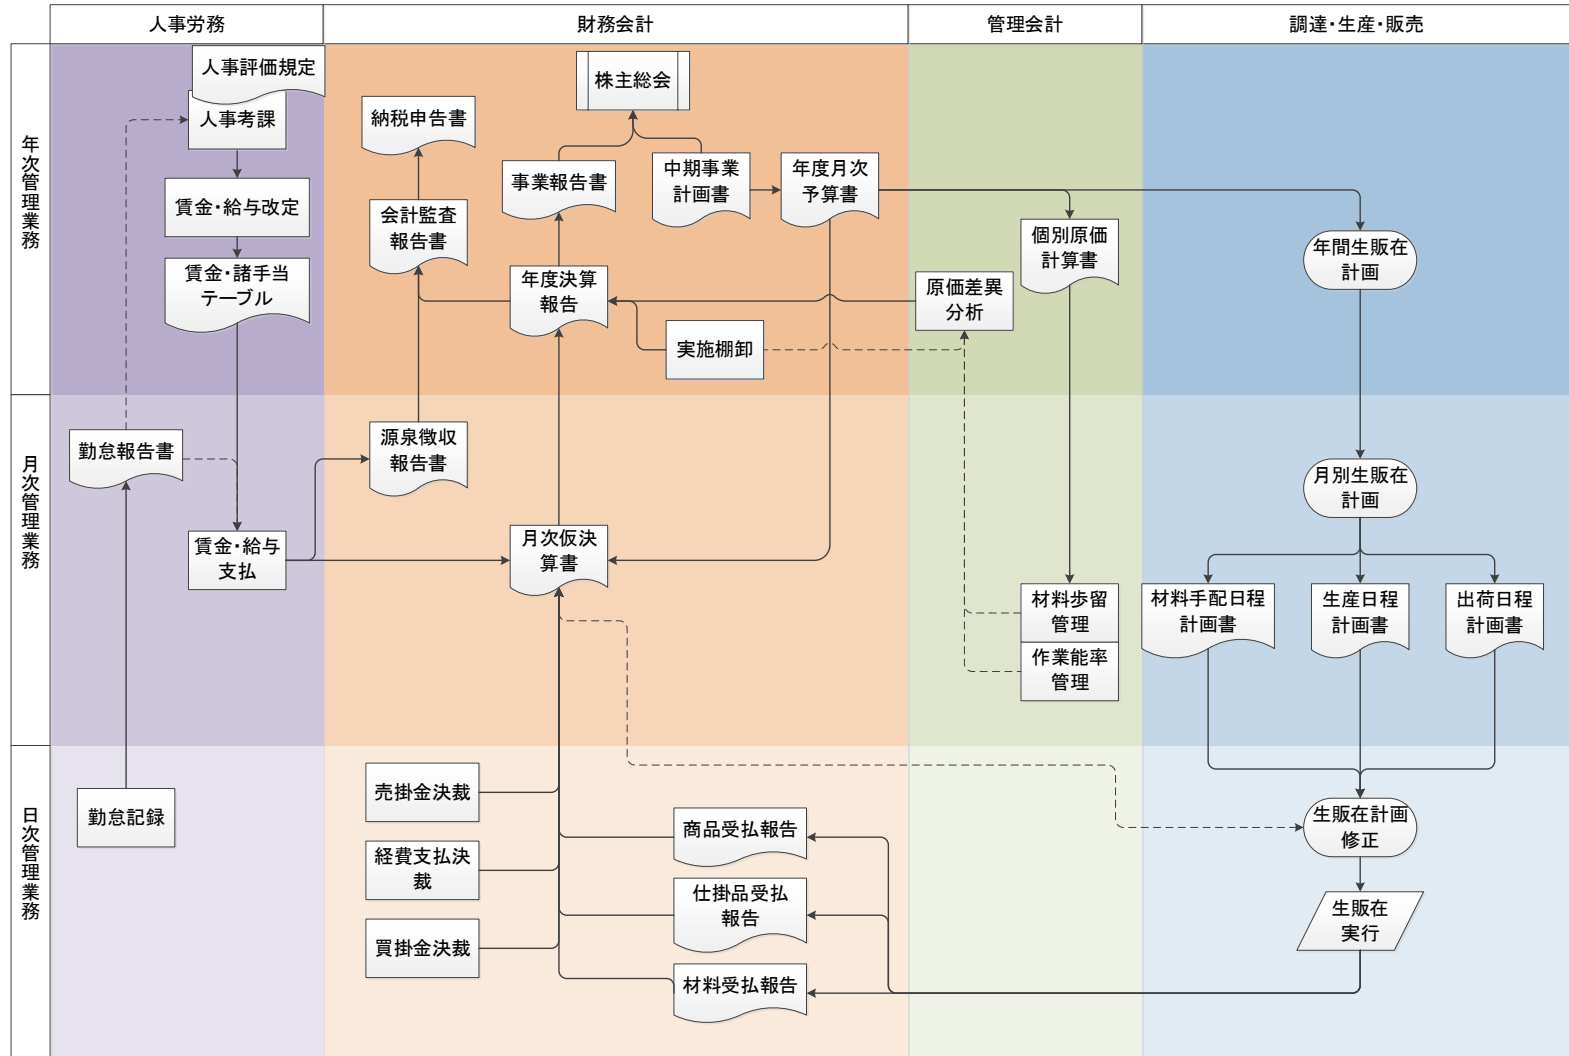 人事労務
財務会計
管理会計
調達・生産・販売
年次管理業務
人事評価規定
人事考課
賃金・給与改定
賃金・諸手当
テーブル
納税申告書
会計監査
報告書
株主総会
事業報告書
中期事業
計画書
年度月次
予算書
年度決算
報告
実施棚卸
個別原価
計算書
原価差異
分析
年間生販在
計画
月次管理業務
勤怠報告書
賃金・給与
支払
源泉徴収
報告書
月次仮決
算書
材料歩留
管理
作業能率
管理
月別生販在
計画
材料手配日程
計画書
生産日程
計画書
出荷日程
計画書
日次管理業務
勤怠記録
売掛金決裁
経費支払決
裁
買掛金決裁
商品受払報告
仕掛品受払
報告
材料受払報告
生販在計画
修正
生販在
実行